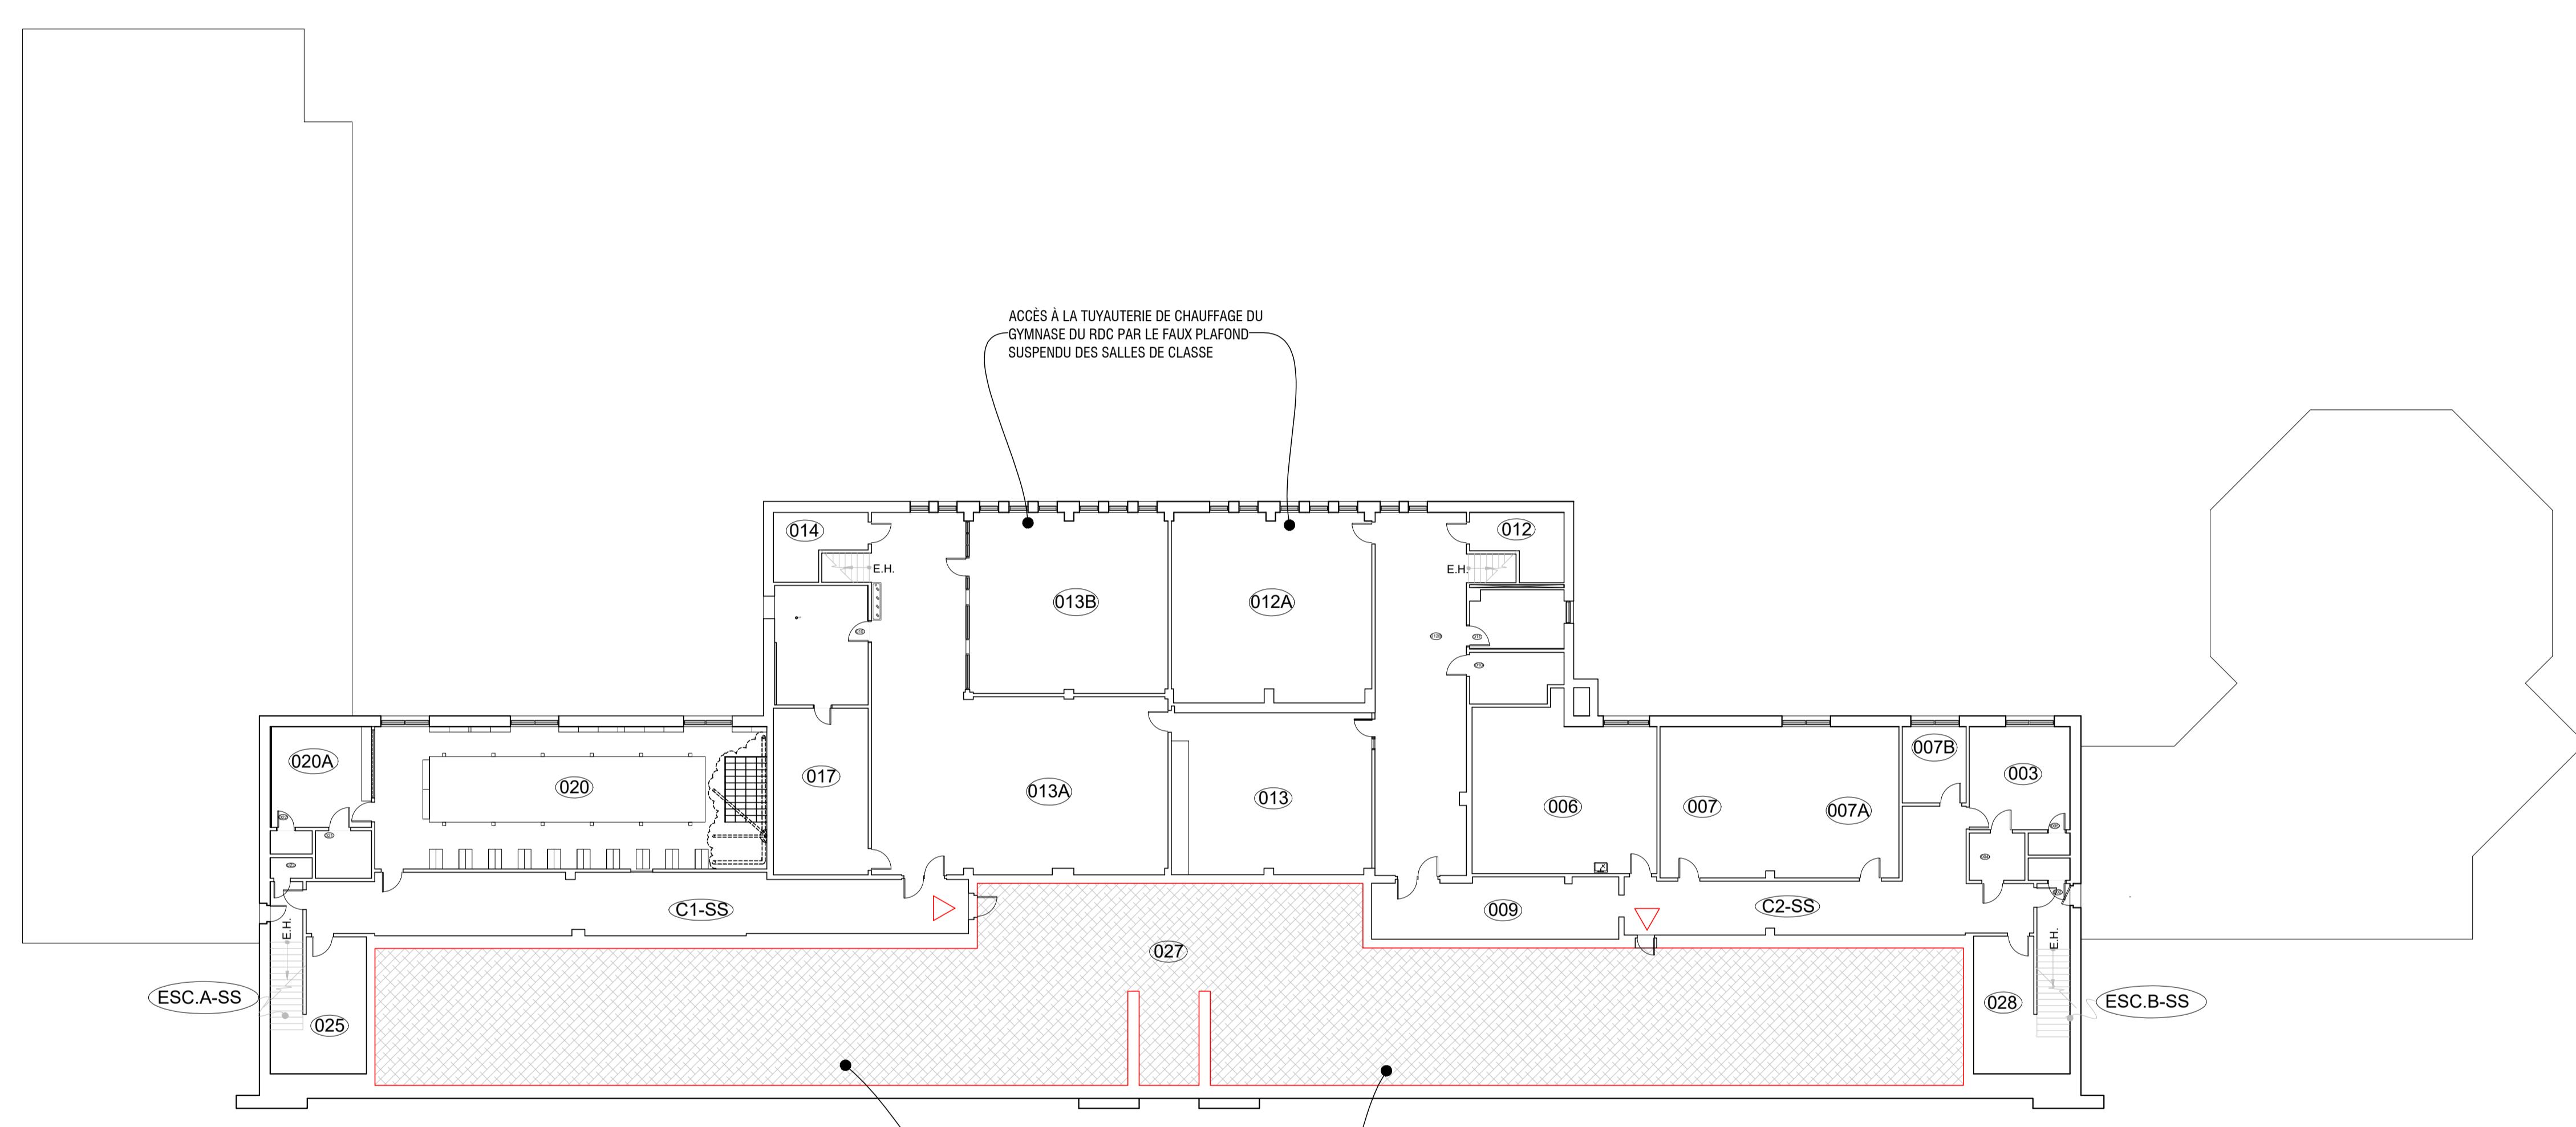 ACCÈS À LA TUYAUTERIE DE CHAUFFAGE DU
GYMNASE DU RDC PAR LE FAUX PLAFOND
SUSPENDU DES SALLES DE CLASSE
014
E.H.
012
E.H.
013B
012A
020A
020
017
013A
013
006
007
007A
007B
003
C1-SS
009
C2-SS
E.H.
E.H.
027
ESC.A-SS
025
028
ESC.B-SS